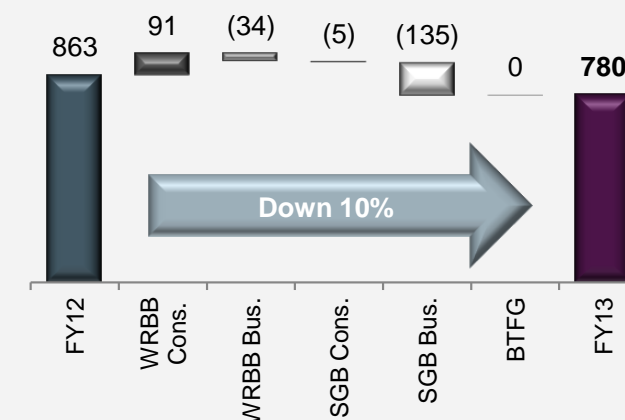 863
91
(34)
(5)
(135)
0
780
Down 10%
FY12
WRBB
Cons.
WRBB Bus.
SGB Cons.
SGB Bus.
BTFG
FY13